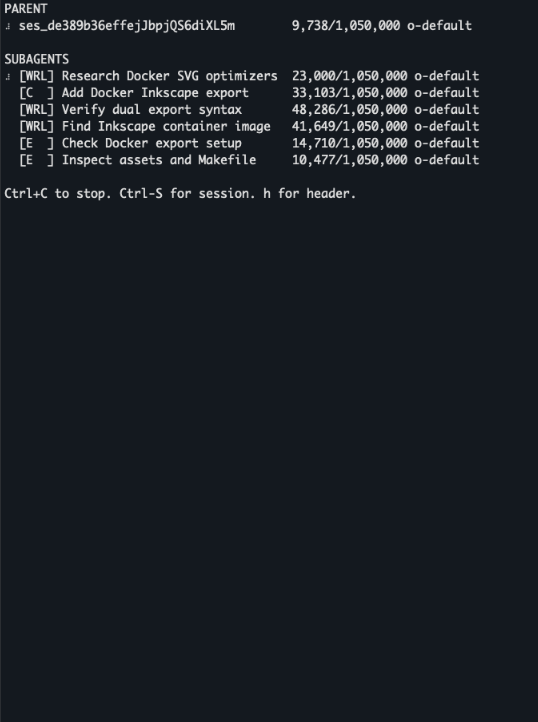 PARENT
⠼ ses_de389b36effejJbpjQS6diXL5m 9,738/1,050,000 o-default
SUBAGENTS
⠼ [WRL] Research Docker SVG optimizers 23,000/1,050,000 o-default
[C ] Add Docker Inkscape export 33,103/1,050,000 o-default
[WRL] Verify dual export syntax 48,286/1,050,000 o-default
[WRL] Find Inkscape container image 41,649/1,050,000 o-default
[E ] Check Docker export setup 14,710/1,050,000 o-default
[E ] Inspect assets and Makefile 10,477/1,050,000 o-default
Ctrl+C to stop. Ctrl-S for session. h for header.